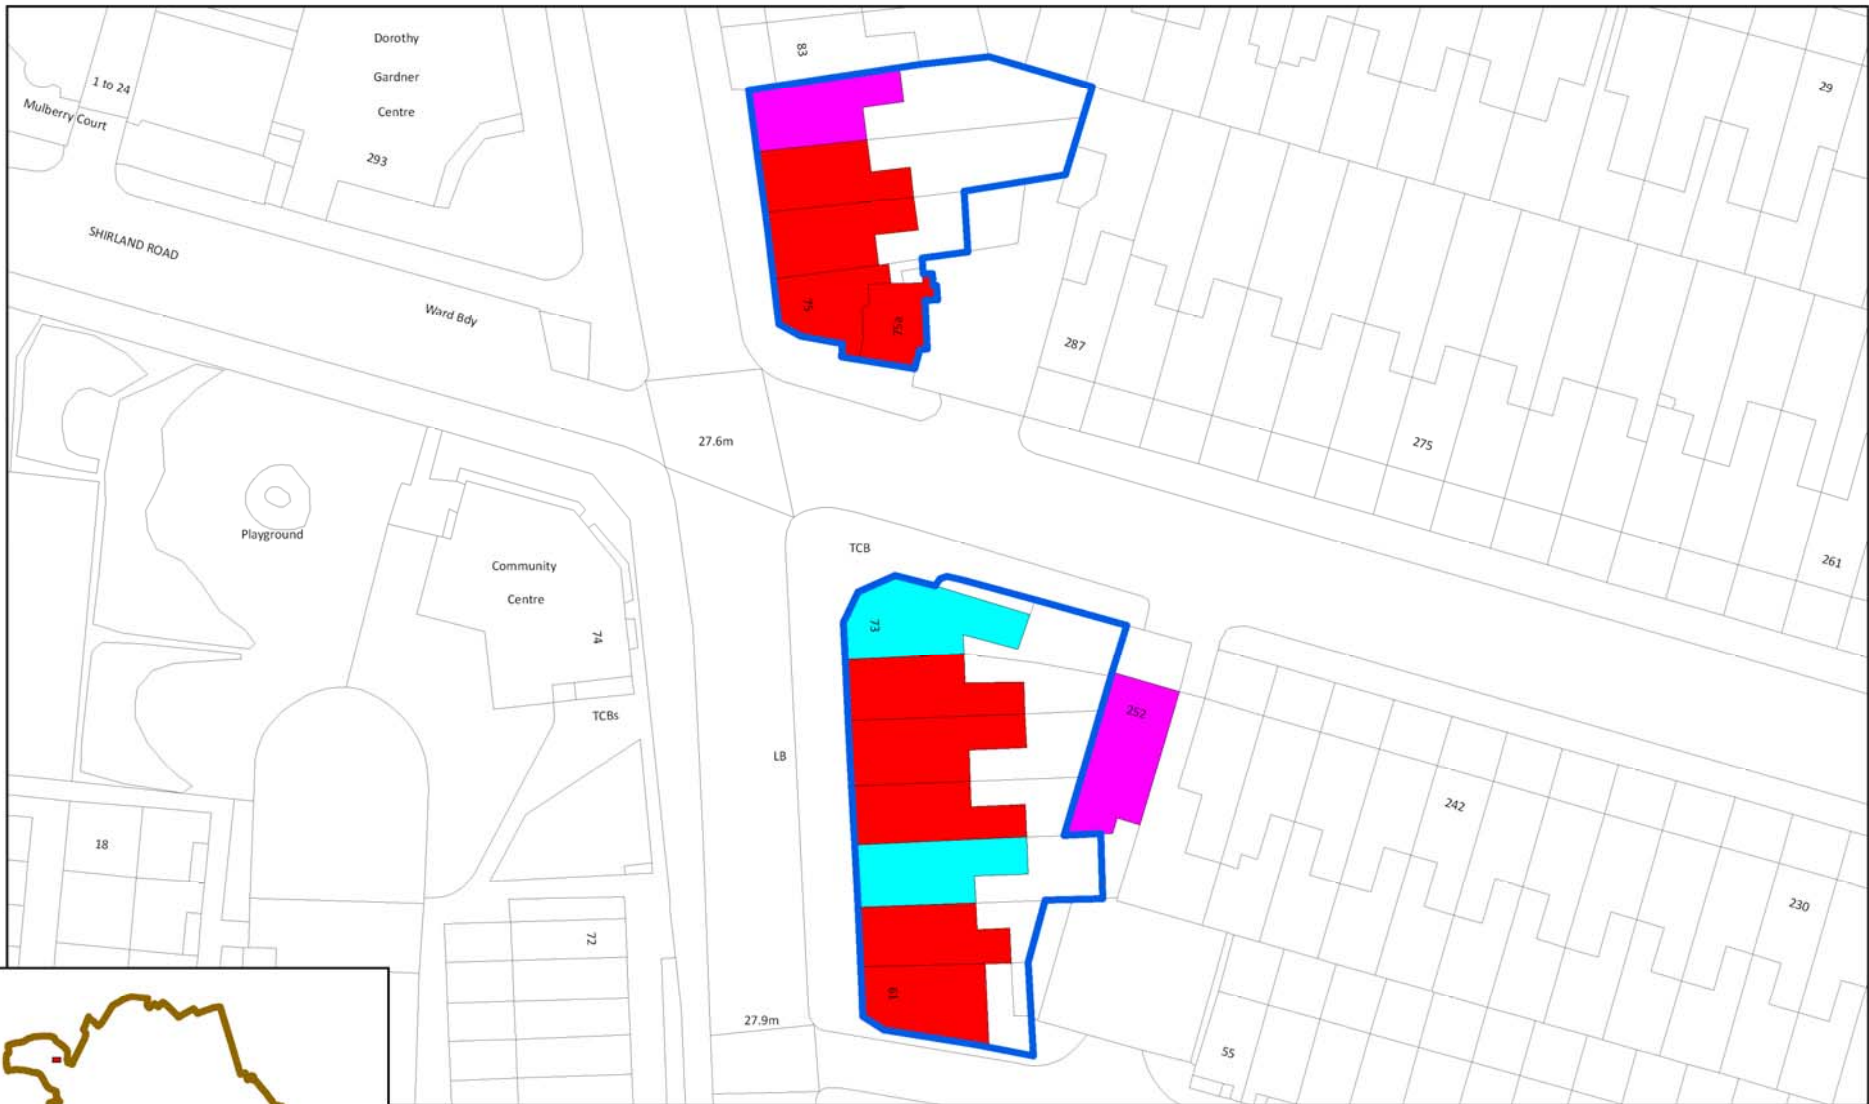 Dorothy
Gardner
Centre
83
1 to 24
Mulberry Court
293
29
SHIRLAND ROAD
Ward Bdy
75
75a
287
27.6m
275
Playground
TCB
261
Community
Centre
73
74
TCBs
252
LB
242
18
230
72
61
27.9m
55